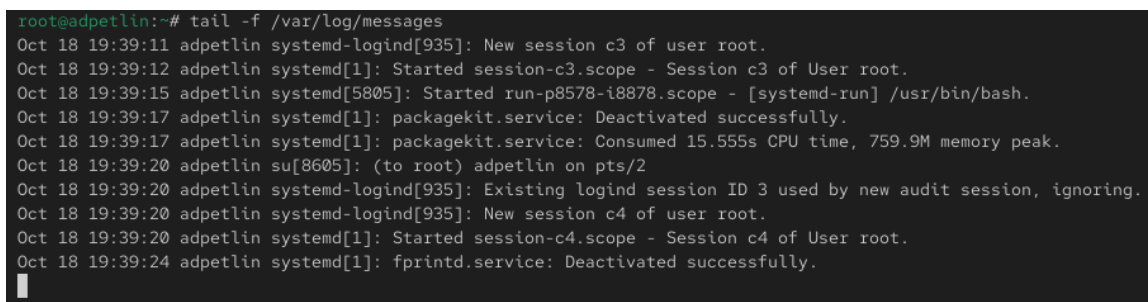 root@adpetlin:~# tail -f /var/log/messages
Oct 18 19:39:11 adpetlin systemd-logind[935]: New session c3 of user root.
Oct 18 19:39:12 adpetlin systemd[1]: Started session-c3.scope - Session c3 of User root.
Oct 18 19:39:15 adpetlin systemd[5805]: Started run-p8578-i8878.scope - [systemd-run] /usr/bin/bash.
Oct 18 19:39:17 adpetlin systemd[1]: packagekit.service: Deactivated successfully.
Oct 18 19:39:17 adpetlin systemd[1]: packagekit.service: Consumed 15.555s CPU time, 759.9M memory peak.
Oct 18 19:39:20 adpetlin su[8605]: (to root) adpetlin on pts/2
Oct 18 19:39:20 adpetlin systemd-logind[935]: Existing logind session ID 3 used by new audit session, ignoring.
Oct 18 19:39:20 adpetlin systemd-logind[935]: New session c4 of user root.
Oct 18 19:39:20 adpetlin systemd[1]: Started session-c4.scope - Session c4 of User root.
Oct 18 19:39:24 adpetlin systemd[1]: fprintd.service: Deactivated successfully.